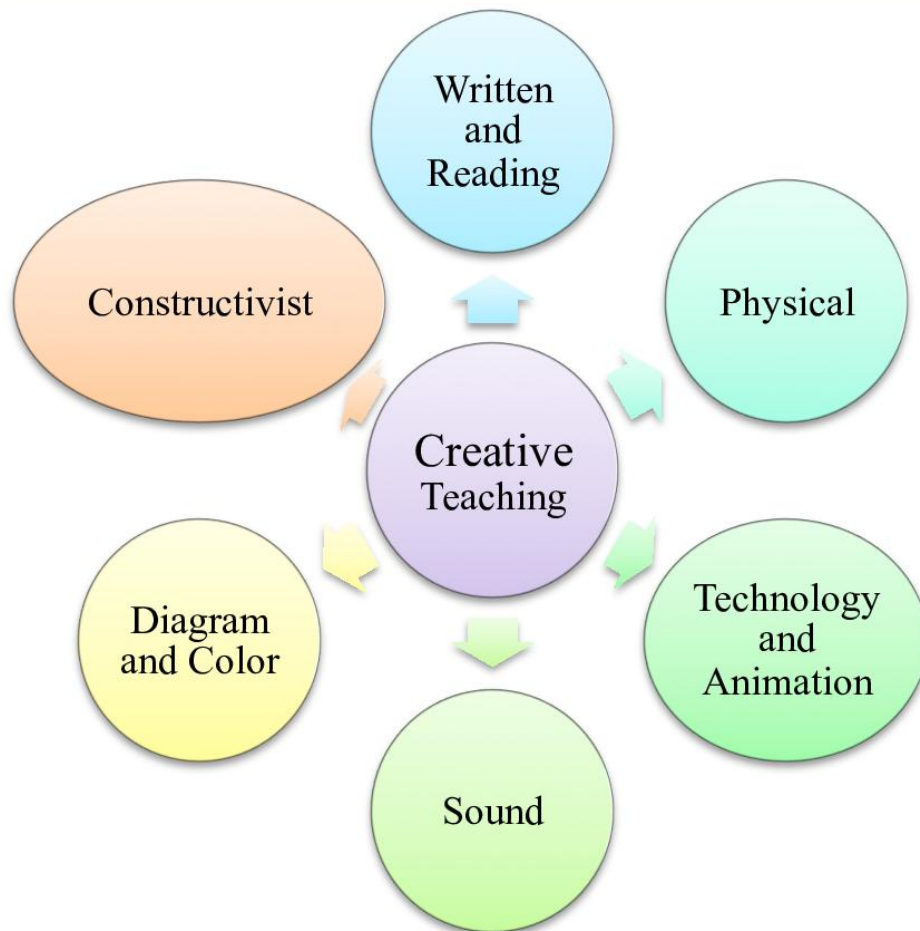 Written
and
Reading
Constructivist
Physical
Creative
Teaching
Diagram
and Color
Technology
and
Animation
Sound